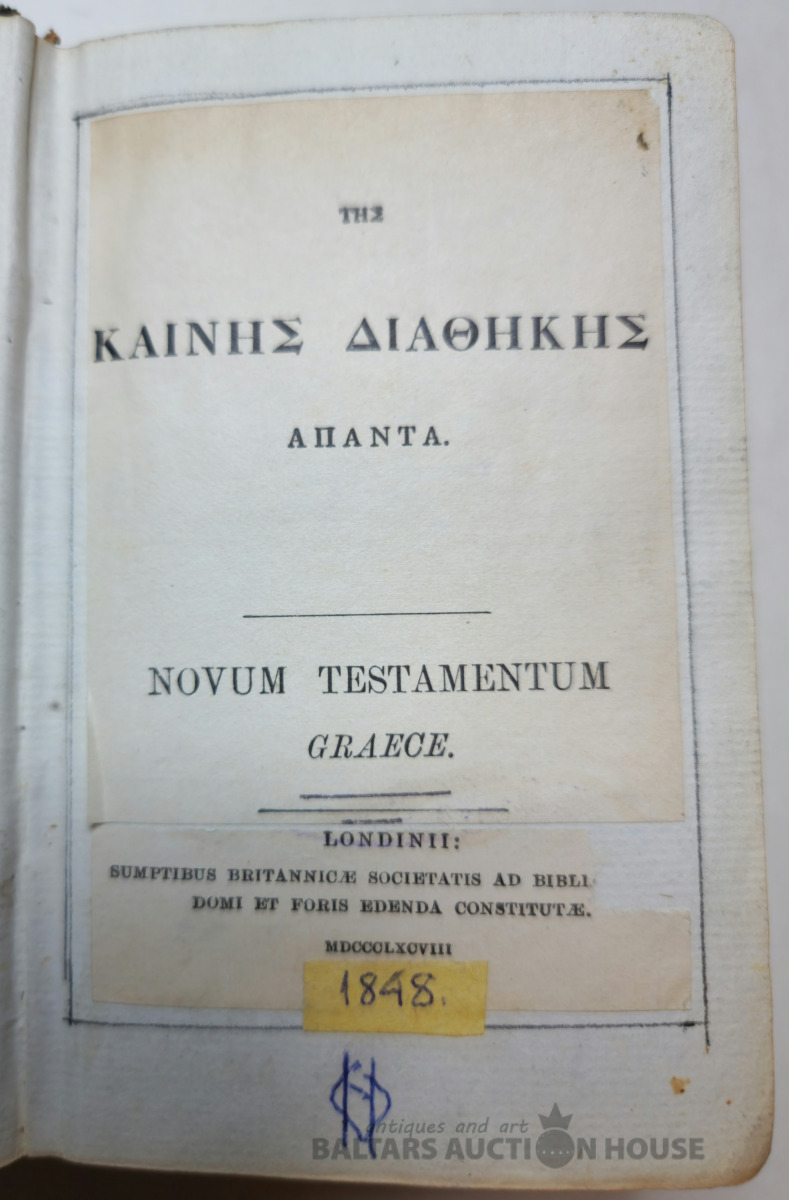 ΤΗΣ
ΚΑΙΝΗΣ ΔΙΑΘΗΚΗΣ
ΑΠΑΝΤΑ.
NOVUM TESTAMENTUM
GRAECE.
LONDINII:
SUMPTIBUS BRITANNICÆ SOCIETATIS AD BIBLI
DOMI ET FORIS EDENDA CONSTITUTÆ.
MDCCCLXCVIII
1848.
antiques and art
BALTARS AUCTION HOUSE